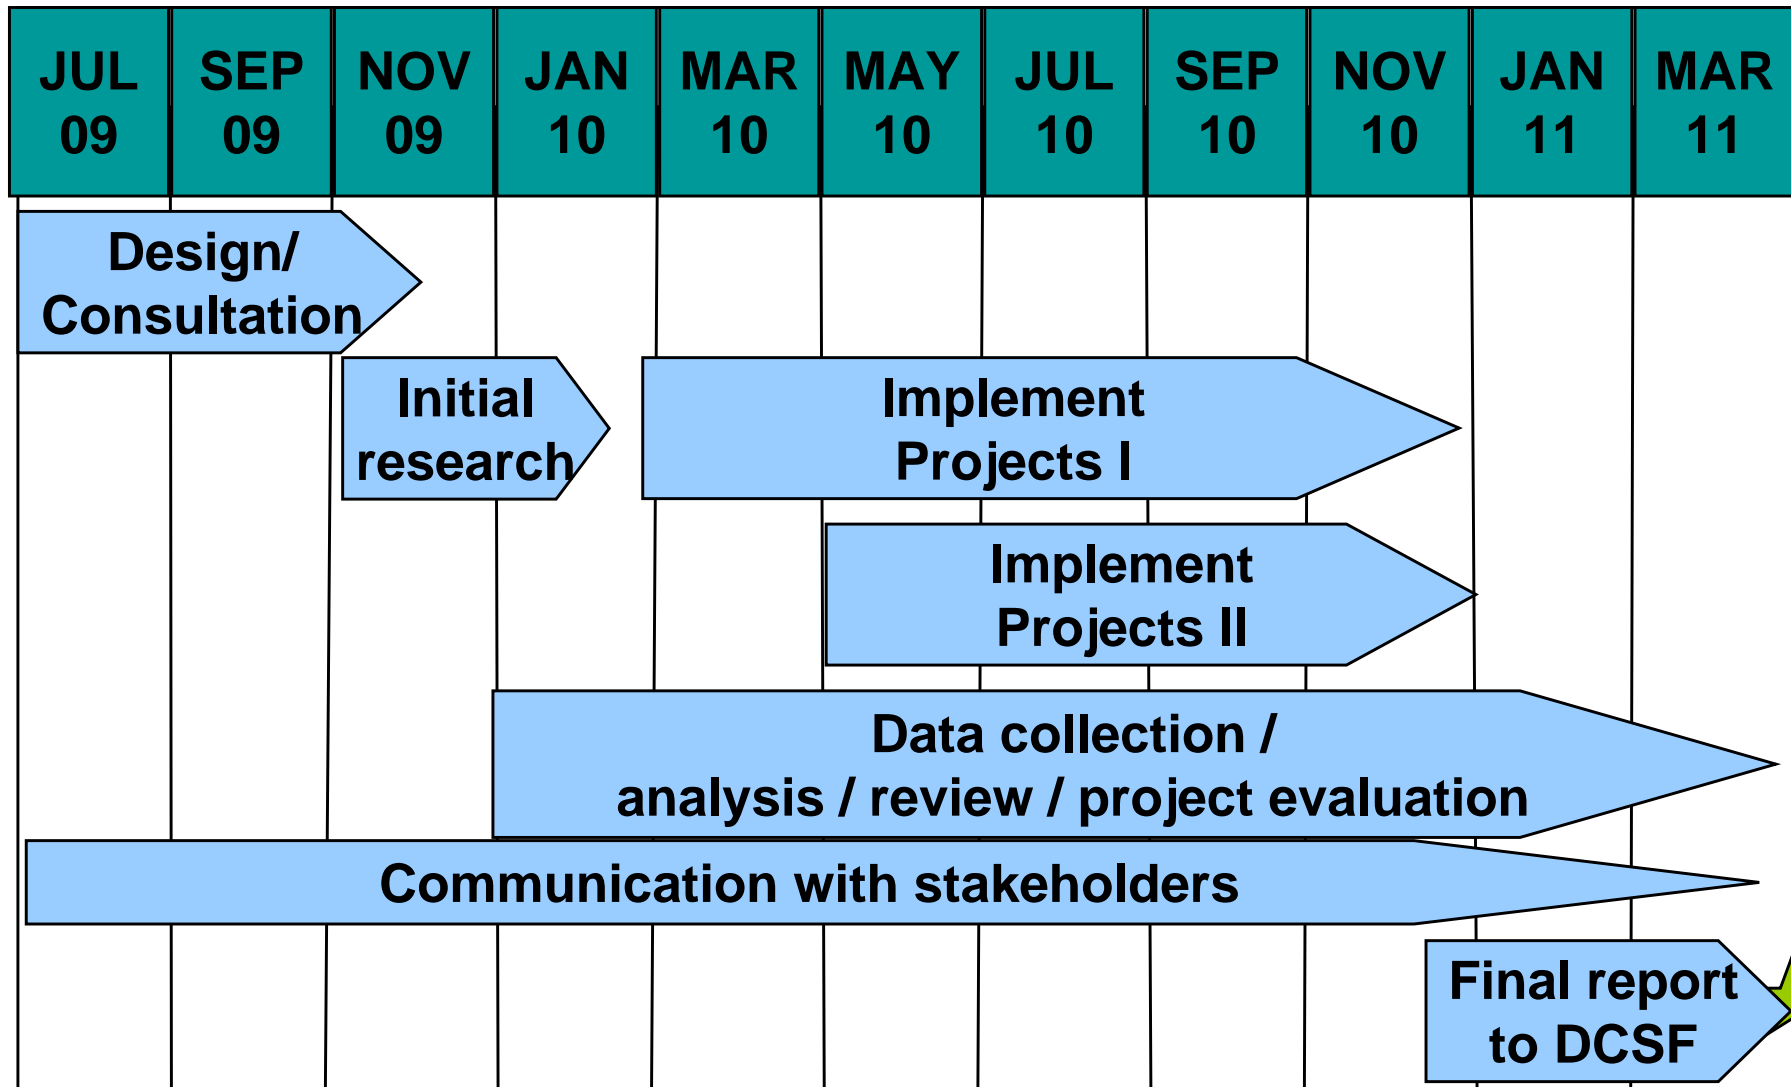 JUL SEP NOV JAN MAR MAY JUL SEP NOV JAN MAR
09 09 09 10 10 10 10 10 10 11 11
Design/
Consultation
Initial
research
Implement
Projects I
Implement
Projects II
Data collection /
analysis / review / project evaluation
Communication with stakeholders
Final report
to DCSF